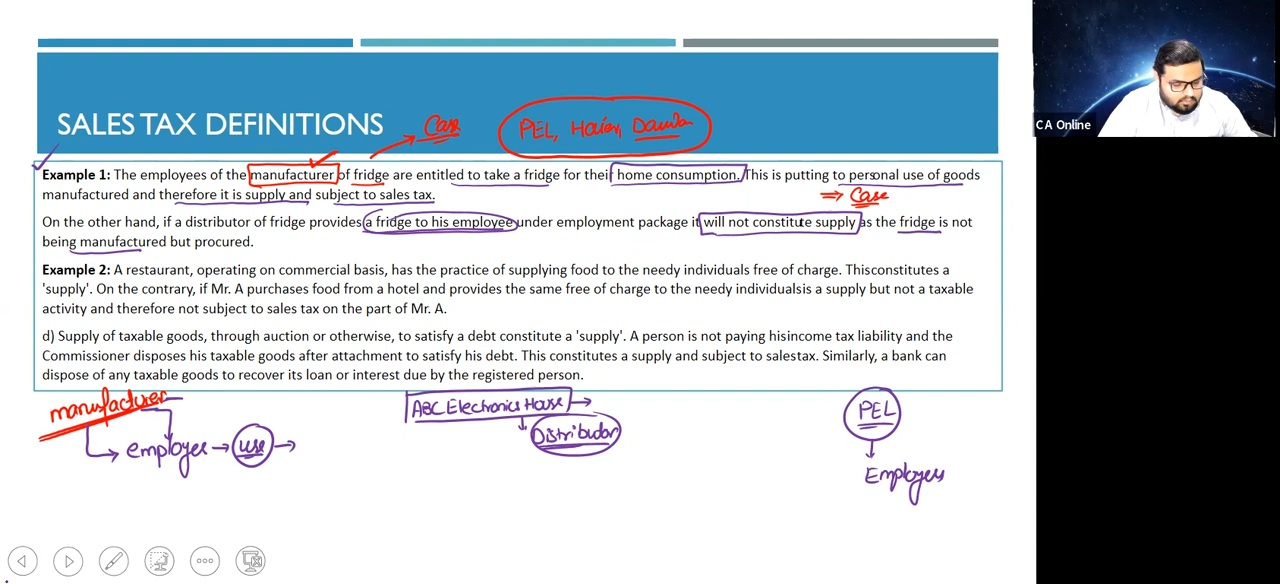 SALES TAX DEFINITIONS
Case
PEL, Haier, Dawlan
CA Online
Example 1: The employees of the manufacturer of fridge are entitled to take a fridge for their home consumption. This is putting to personal use of goods
manufactured and therefore it is supply and subject to sales tax.
⇒ Case
On the other hand, if a distributor of fridge provides a fridge to his employee under employment package it will not constitute supply as the fridge is not
being manufactured but procured.
Example 2: A restaurant, operating on commercial basis, has the practice of supplying food to the needy individuals free of charge. Thisconstitutes a
'supply'. On the contrary, if Mr. A purchases food from a hotel and provides the same free of charge to the needy individualsis a supply but not a taxable
activity and therefore not subject to sales tax on the part of Mr. A.
d) Supply of taxable goods, through auction or otherwise, to satisfy a debt constitute a 'supply'. A person is not paying hisincome tax liability and the
Commissioner disposes his taxable goods after attachment to satisfy his debt. This constitutes a supply and subject to salestax. Similarly, a bank can
dispose of any taxable goods to recover its loan or interest due by the registered person.
manufacturer
employer → use →
ABC Electronics House →
Distributor
PEL
Employees